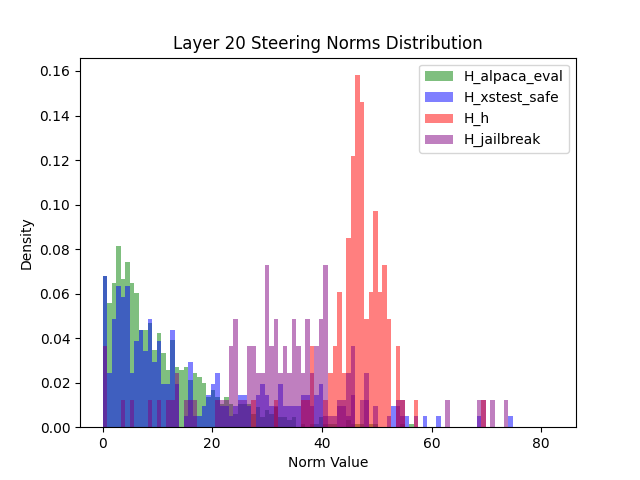 Layer 20 Steering Norms Distribution
H_alpaca_eval
H_xstest_safe
H_h
H_jailbreak
0.16
0.14
0.12
0.10
0.08
0.06
0.04
0.02
0.00
Density
0 20 40 60 80
Norm Value